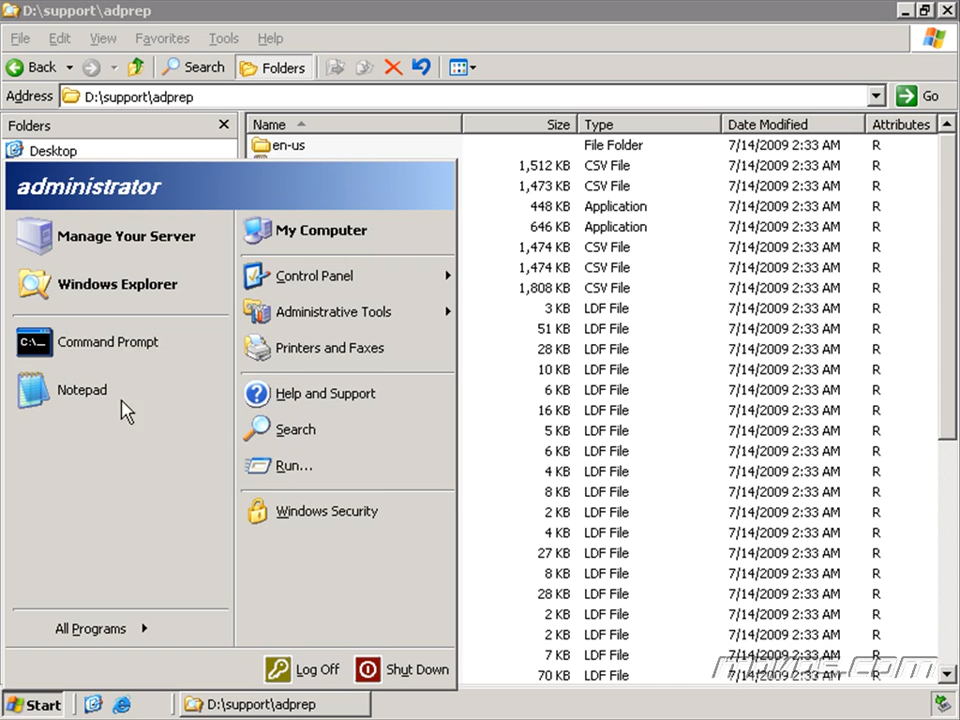 D:\support\adprep
File Edit View Favorites Tools Help
Back Search Folders
Address D:\support\adprep Go
Folders
Desktop
Name Size Type Date Modified Attributes
en-us File Folder 7/14/2009 2:33 AM R
1,512 KB CSV File 7/14/2009 2:33 AM R
1,473 KB CSV File 7/14/2009 2:33 AM R
448 KB Application 7/14/2009 2:33 AM R
646 KB Application 7/14/2009 2:33 AM R
1,474 KB CSV File 7/14/2009 2:33 AM R
1,474 KB CSV File 7/14/2009 2:33 AM R
1,808 KB CSV File 7/14/2009 2:33 AM R
3 KB LDF File 7/14/2009 2:33 AM R
51 KB LDF File 7/14/2009 2:33 AM R
28 KB LDF File 7/14/2009 2:33 AM R
10 KB LDF File 7/14/2009 2:33 AM R
6 KB LDF File 7/14/2009 2:33 AM R
16 KB LDF File 7/14/2009 2:33 AM R
5 KB LDF File 7/14/2009 2:33 AM R
6 KB LDF File 7/14/2009 2:33 AM R
4 KB LDF File 7/14/2009 2:33 AM R
8 KB LDF File 7/14/2009 2:33 AM R
2 KB LDF File 7/14/2009 2:33 AM R
4 KB LDF File 7/14/2009 2:33 AM R
27 KB LDF File 7/14/2009 2:33 AM R
8 KB LDF File 7/14/2009 2:33 AM R
28 KB LDF File 7/14/2009 2:33 AM R
2 KB LDF File 7/14/2009 2:33 AM R
2 KB LDF File 7/14/2009 2:33 AM R
7 KB LDF File 7/14/2009 2:33 AM R
70 KB LDF File 7/14/2009 2:33 AM R
administrator
Manage Your Server
Windows Explorer
C:\_
Command Prompt
Notepad
All Programs
My Computer
Control Panel
Administrative Tools
Printers and Faxes
Help and Support
Search
Run...
Windows Security
Log Off Shut Down
Start D:\support\adprep